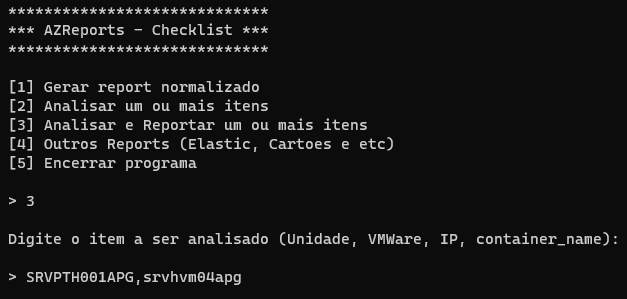 *****************************
*** AZReports - Checklist ***
*****************************
[1] Gerar report normalizado
[2] Analisar um ou mais itens
[3] Analisar e Reportar um ou mais itens
[4] Outros Reports (Elastic, Cartoes e etc)
[5] Encerrar programa
> 3
Digite o item a ser analisado (Unidade, VMWare, IP, container_name):
> SRVPTH001APG,srvhvm04apg